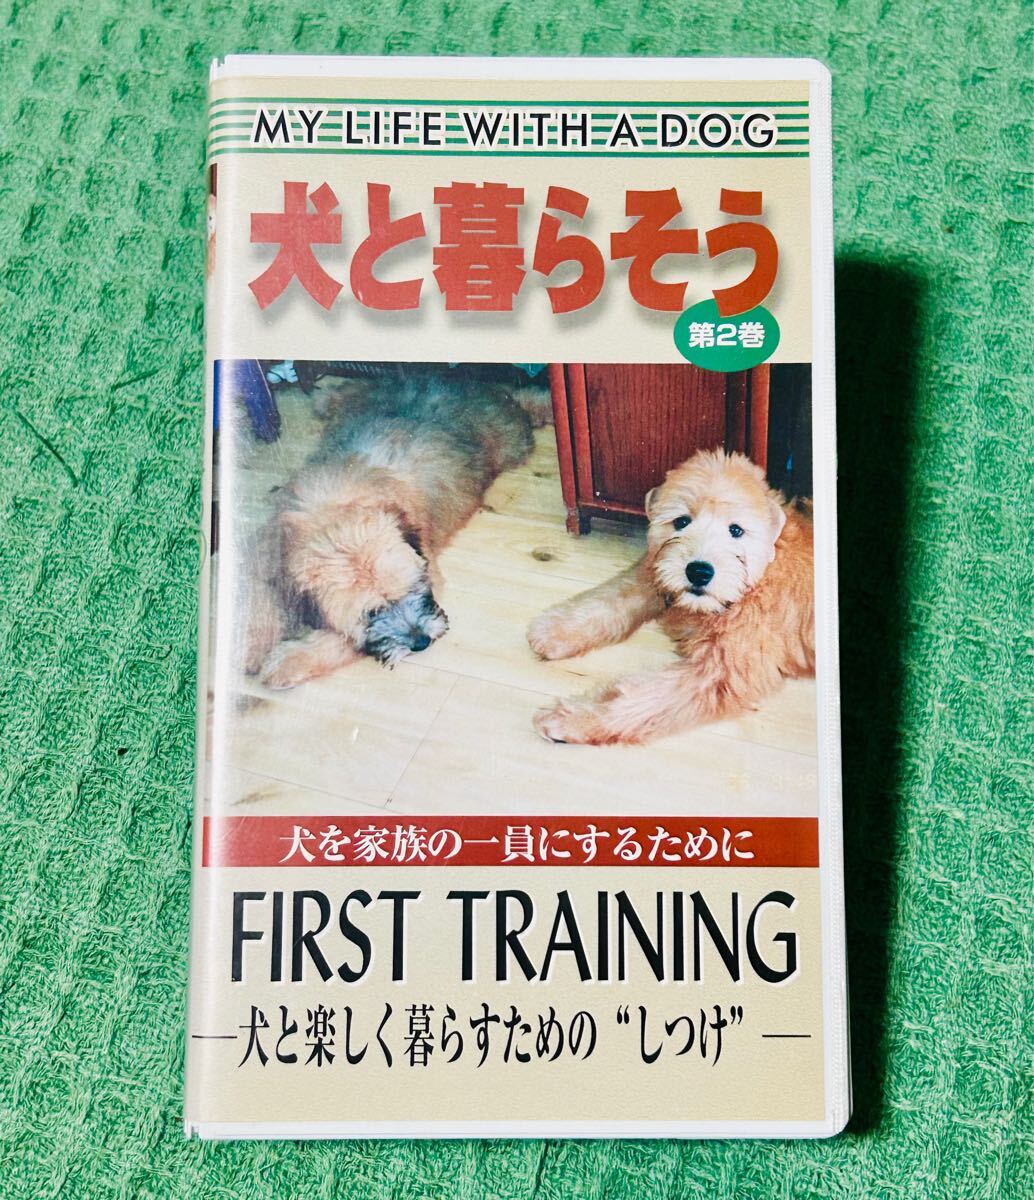 MY LIFE WITH A DOG
犬と暮らそう
第2巻
犬を家族の一員にするために
FIRST TRAINING
―犬と楽しく暮らすための“しつけ”―